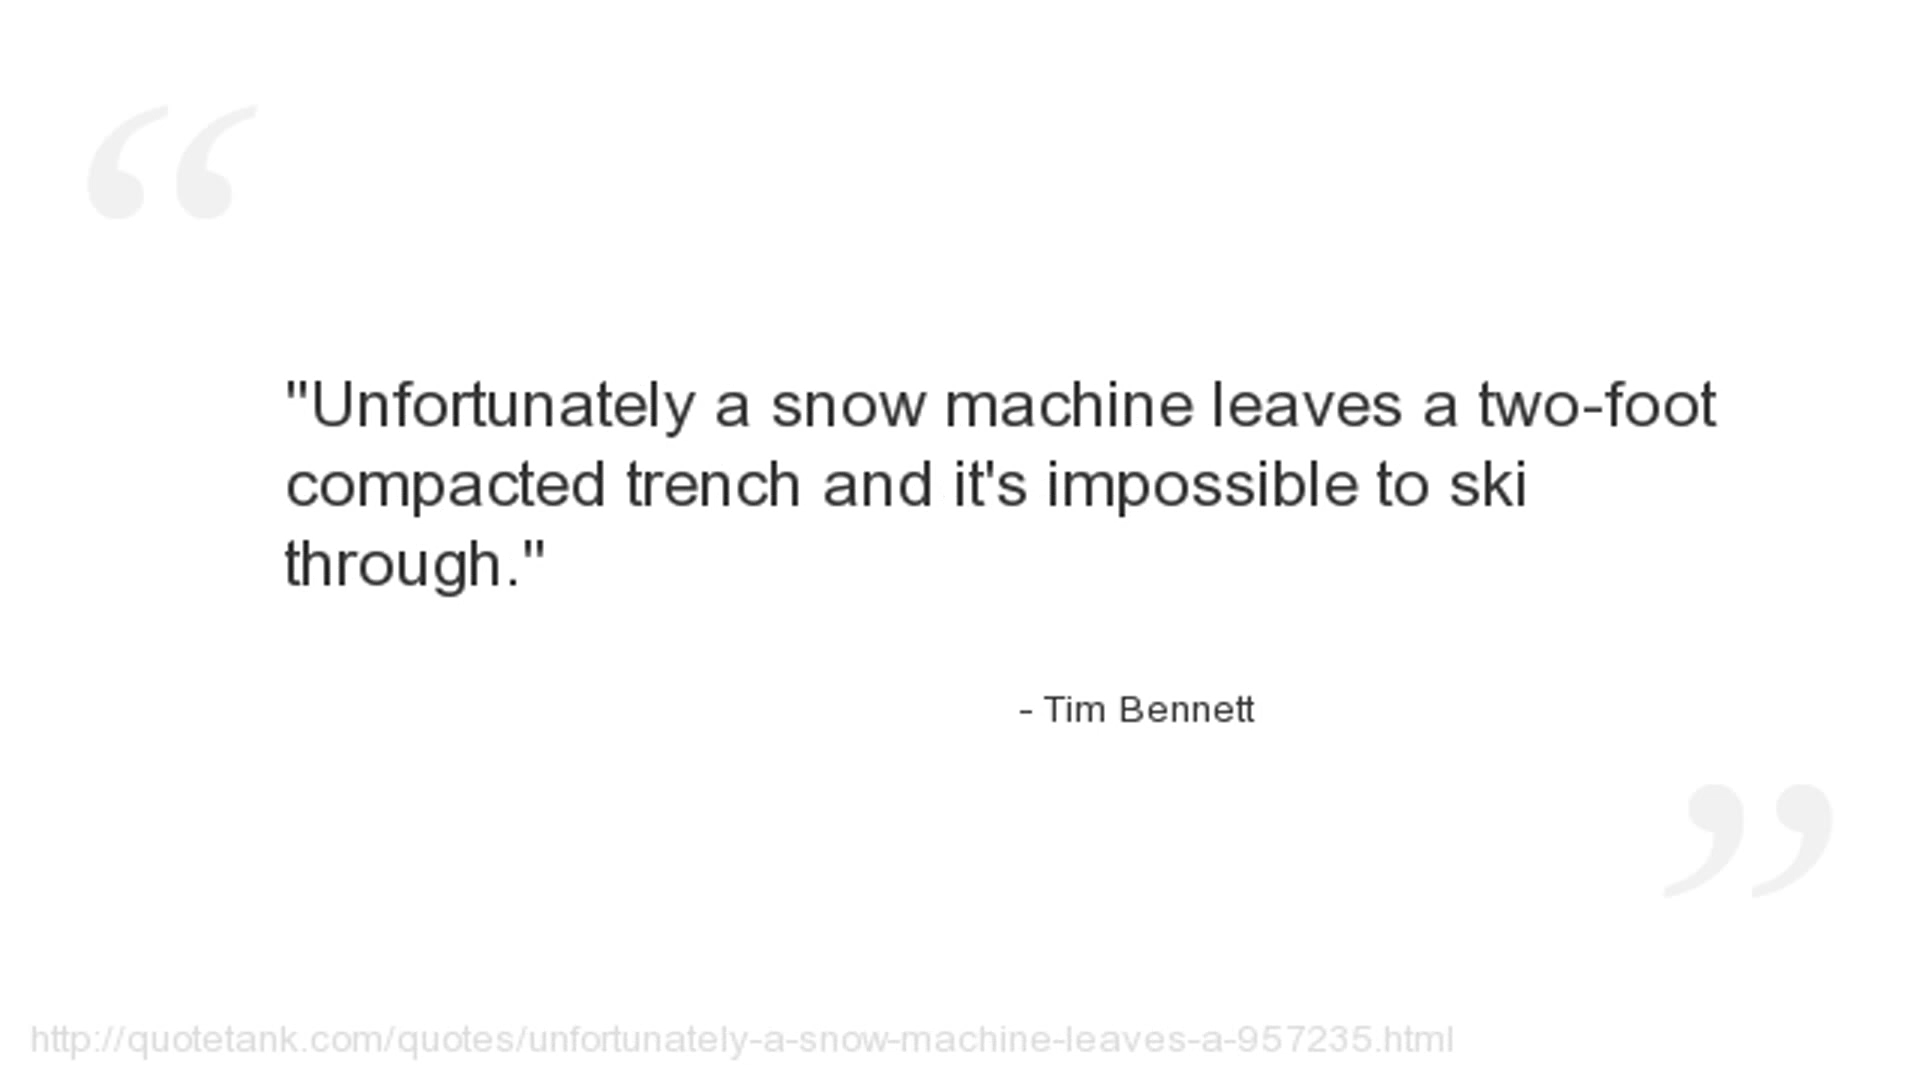 "Unfortunately a snow machine leaves a two-foot
compacted trench and it's impossible to ski
through."
- Tim Bennett
http://quotetank.com/quotes/unfortunately-a-snow-machine-leaves-a-957235.html